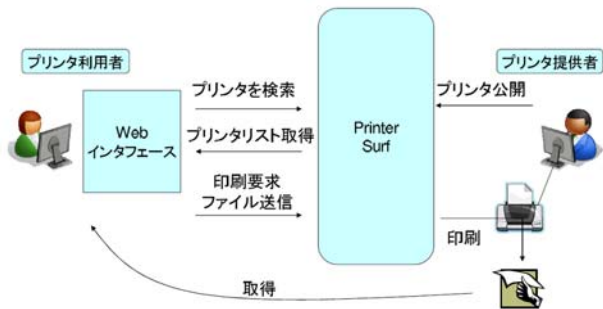 プリンタ利用者
プリンタ提供者
プリンタを検索
プリンタ公開
Web
インタフェース
プリンタリスト取得
Printer
Surf
印刷要求
ファイル送信
印刷
取得